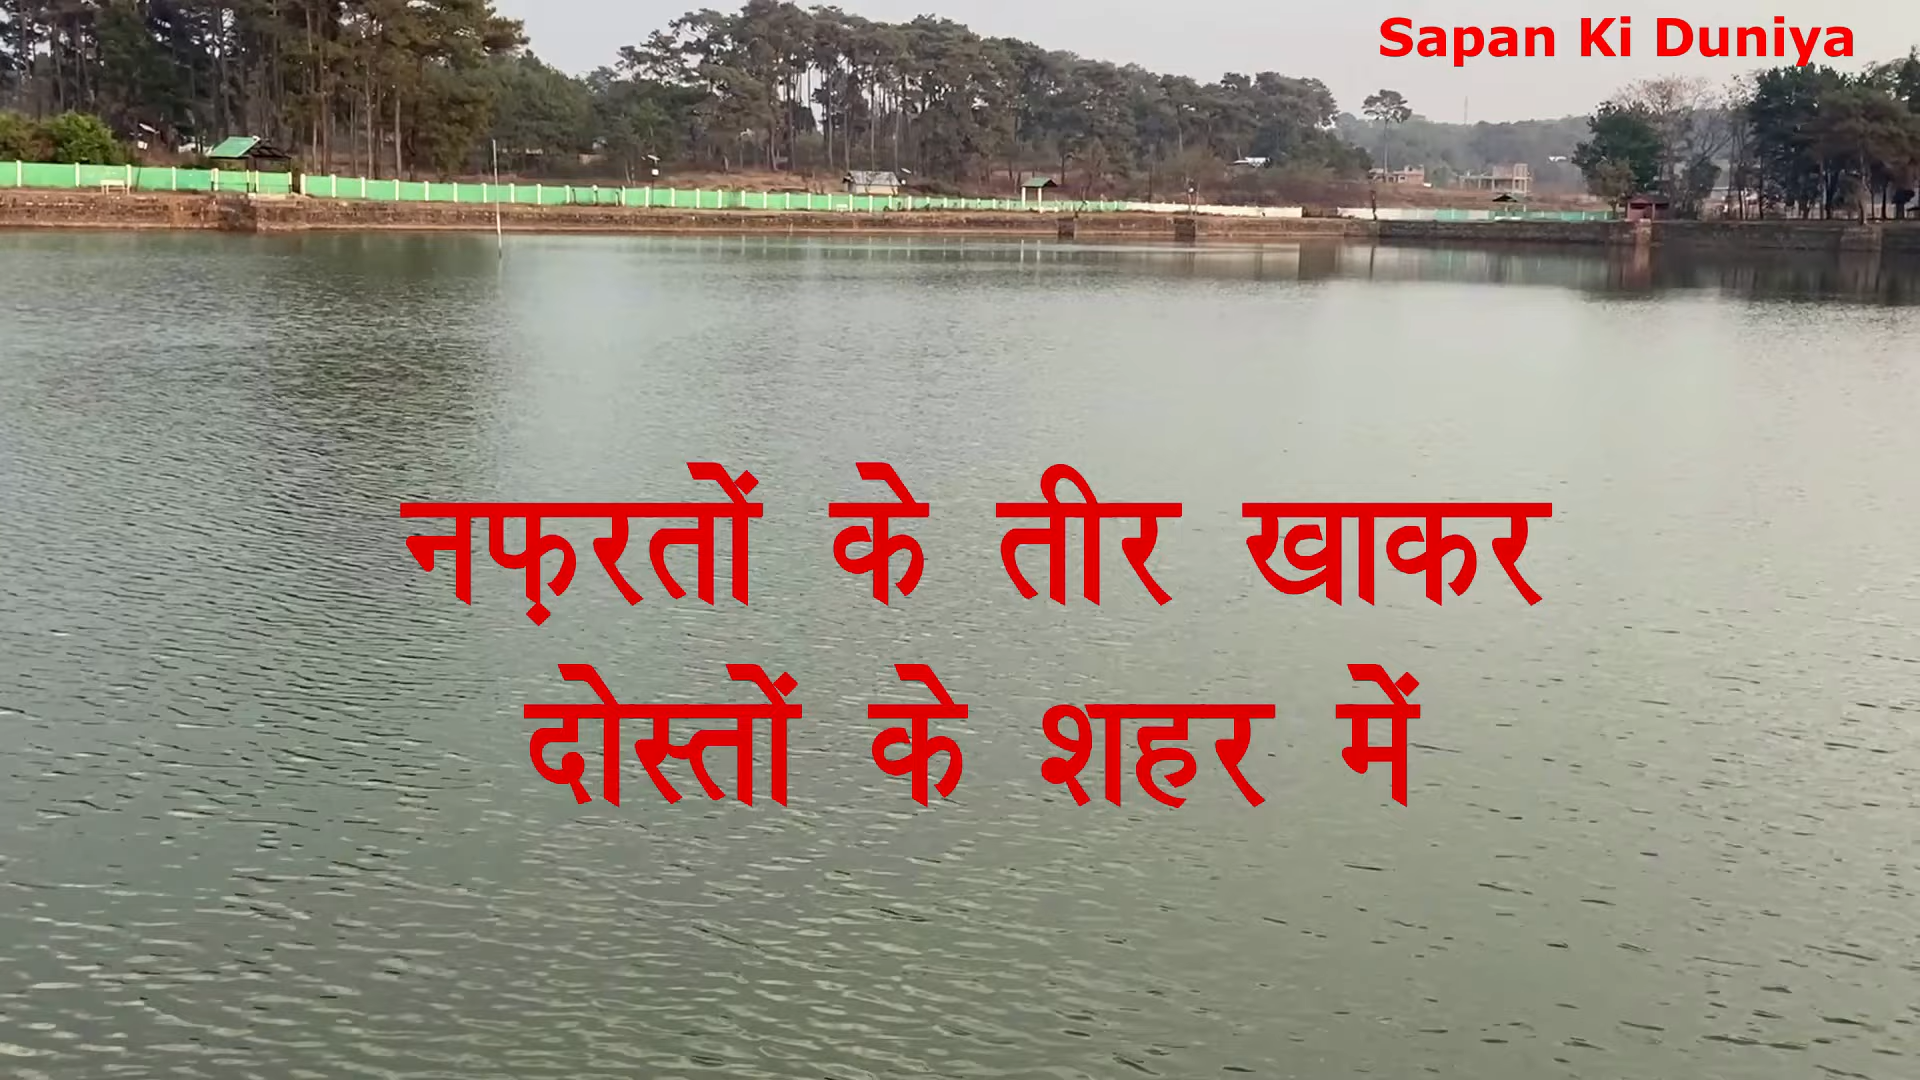 Sapan Ki Duniya
नफ़रतों के तीर खाकर
दोस्तों के शहर में